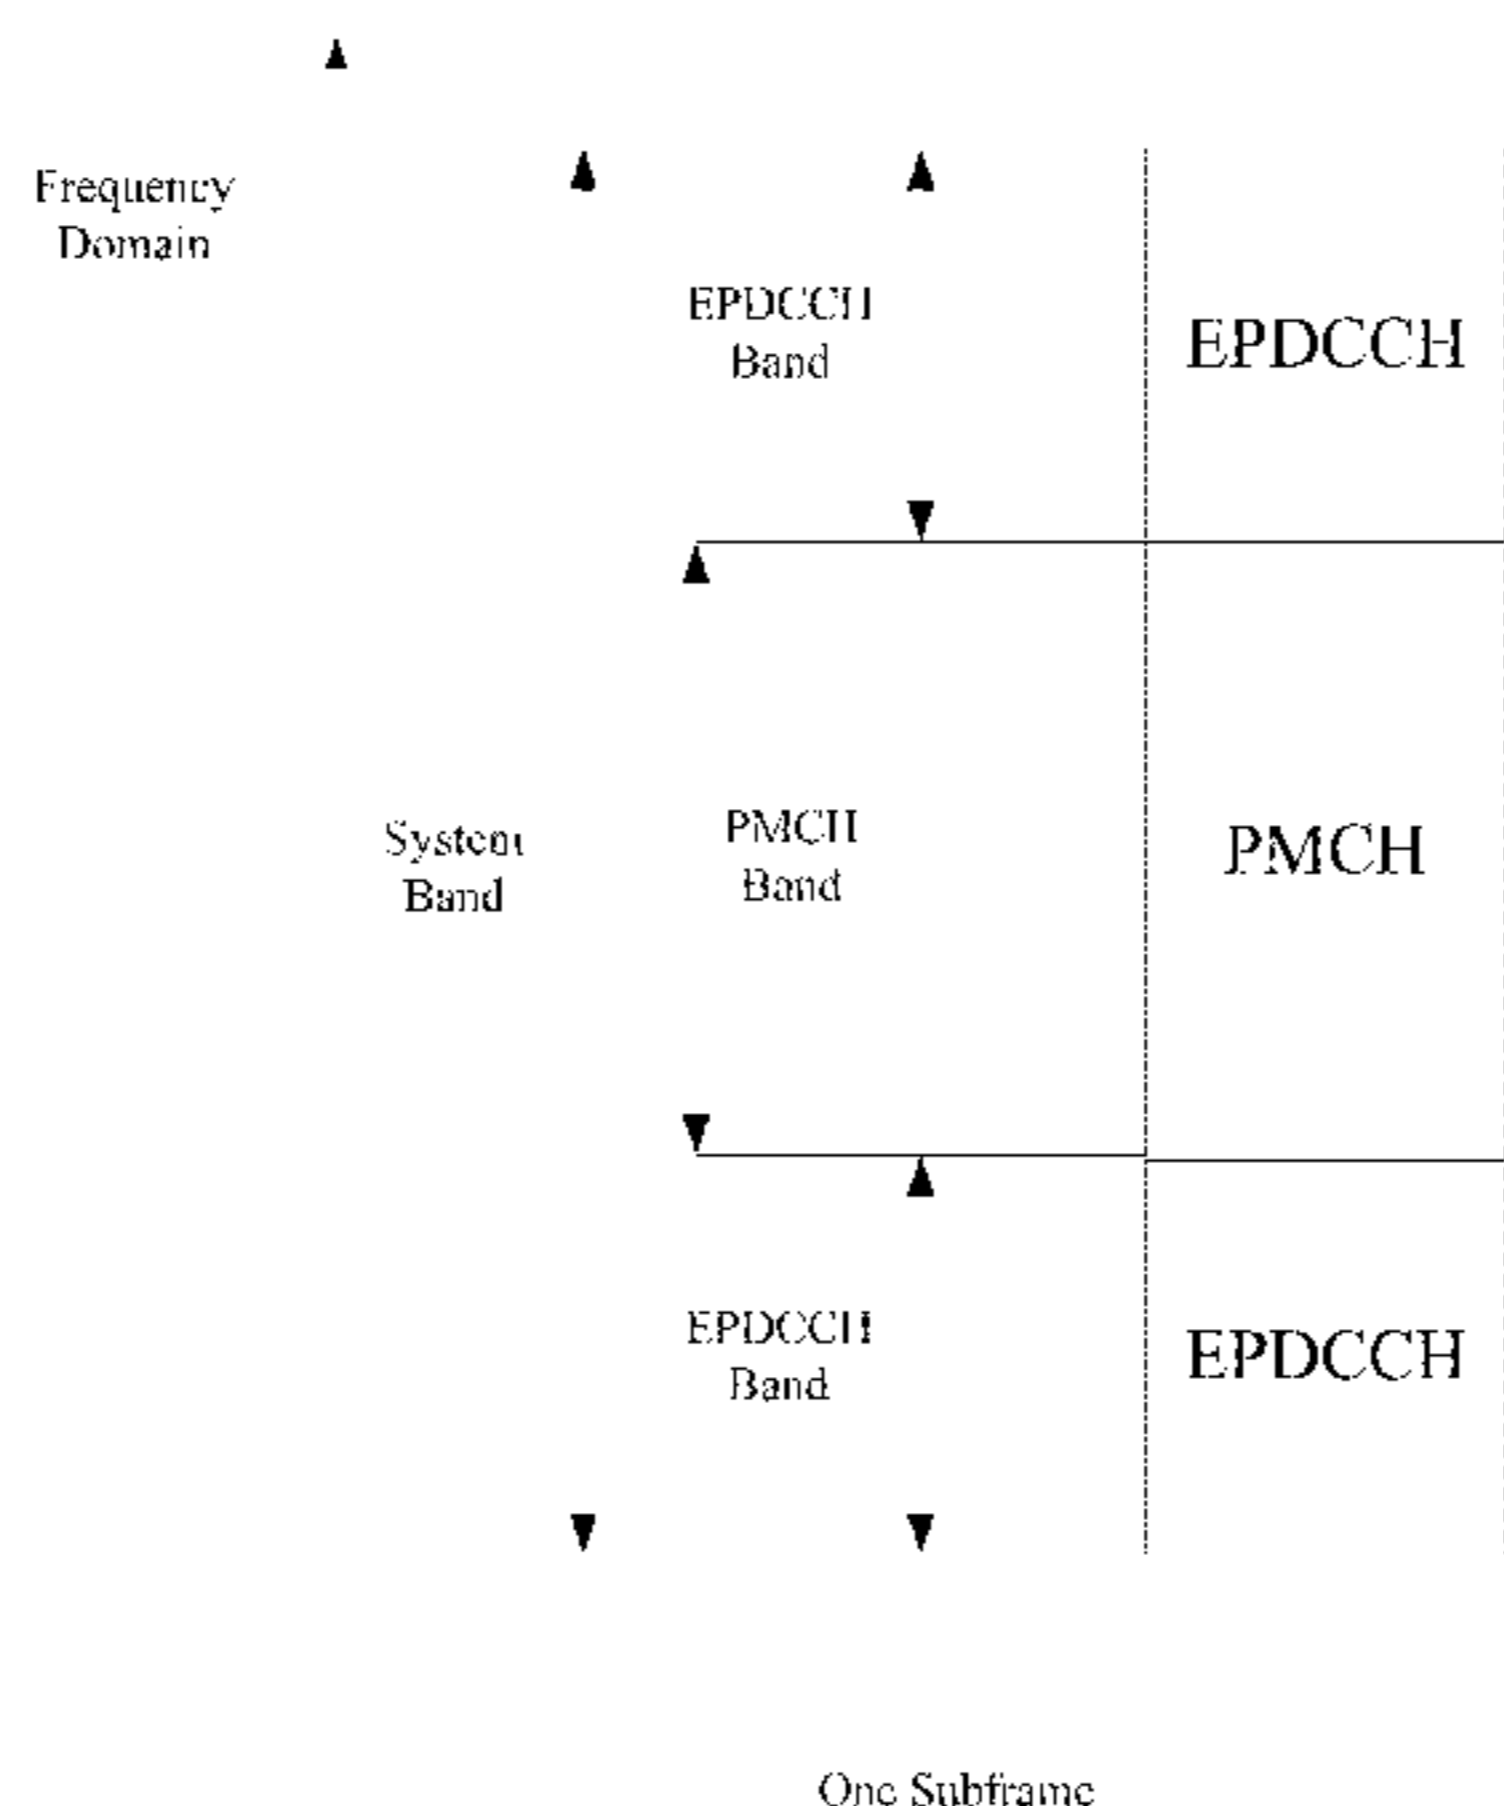 Frequency
Domain
EPDCCH
Band
EPDCCH
System
Band
PMCH
Band
PMCH
EPDCCH
Band
EPDCCH
One Subframe